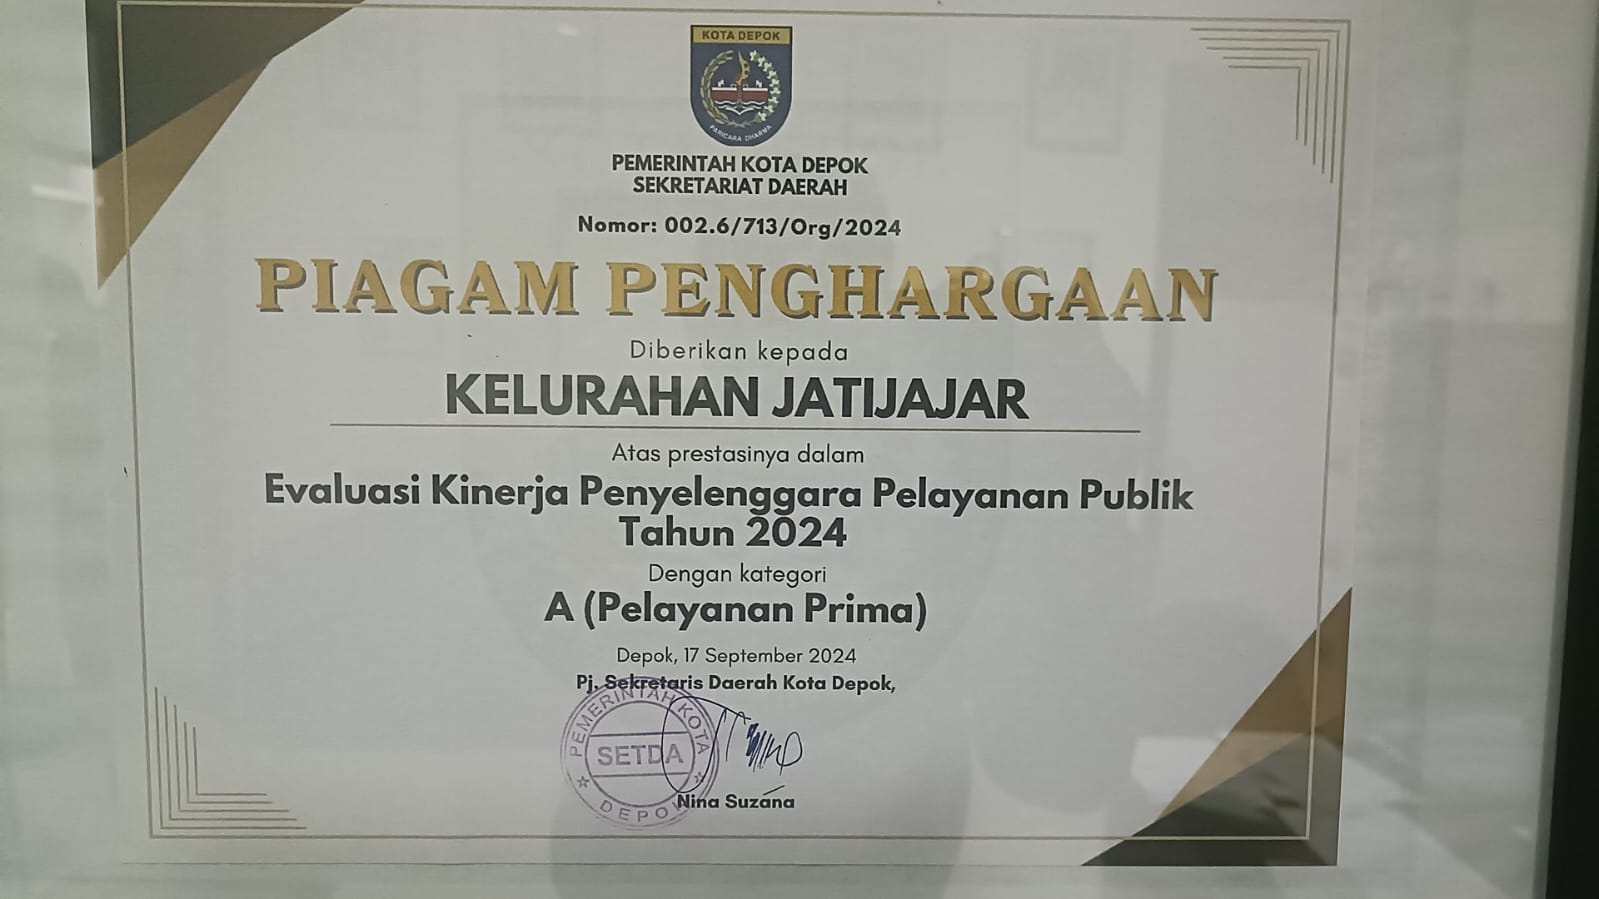 KOTA DEPOK
PARICARA DHARMA
PEMERINTAH KOTA DEPOK
SEKRETARIAT DAERAH
Nomor: 002.6/713/Org/2024
PIAGAM PENGHARGAAN
Diberikan kepada
KELURAHAN JATIJAJAR
Atas prestasinya dalam
Evaluasi Kinerja Penyelenggara Pelayanan Publik
Tahun 2024
Dengan kategori
A (Pelayanan Prima)
Depok, 17 September 2024
Pj. Sekretaris Daerah Kota Depok,
PEMERINTAH KOTA
SETDA
DEPOK
Nina Suzana